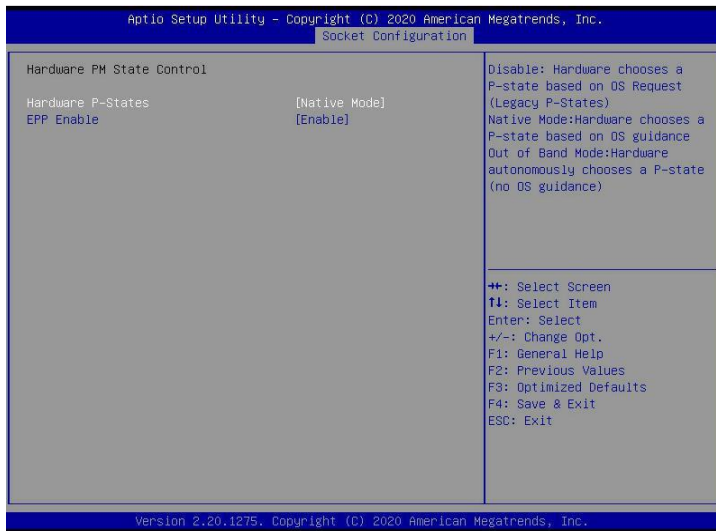 Aptio Setup Utility – Copyright (C) 2020 American Megatrends, Inc.
Socket Configuration
Hardware PM State Control
Hardware P-States [Native Mode]
EPP Enable [Enable]
Disable: Hardware chooses a
P-state based on OS Request
(Legacy P-States)
Native Mode:Hardware chooses a
P-state based on OS guidance
Out of Band Mode:Hardware
autonomously chooses a P-state
(no OS guidance)
→←: Select Screen
↑↓: Select Item
Enter: Select
+/-: Change Opt.
F1: General Help
F2: Previous Values
F3: Optimized Defaults
F4: Save & Exit
ESC: Exit
Version 2.20.1275. Copyright (C) 2020 American Megatrends, Inc.